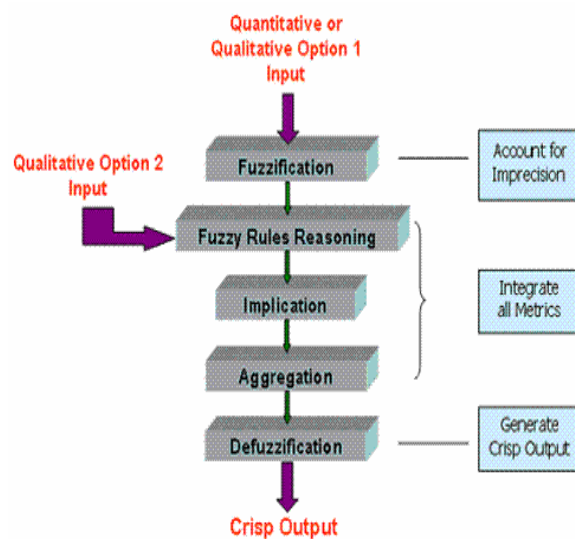 Quantitative or
Qualitative Option 1
Input
Qualitative Option 2
Input
Fuzzification
Account for
Imprecision
Fuzzy Rules Reasoning
Implication
Integrate
all Metrics
Aggregation
Defuzzification
Generate
Crisp Output
Crisp Output